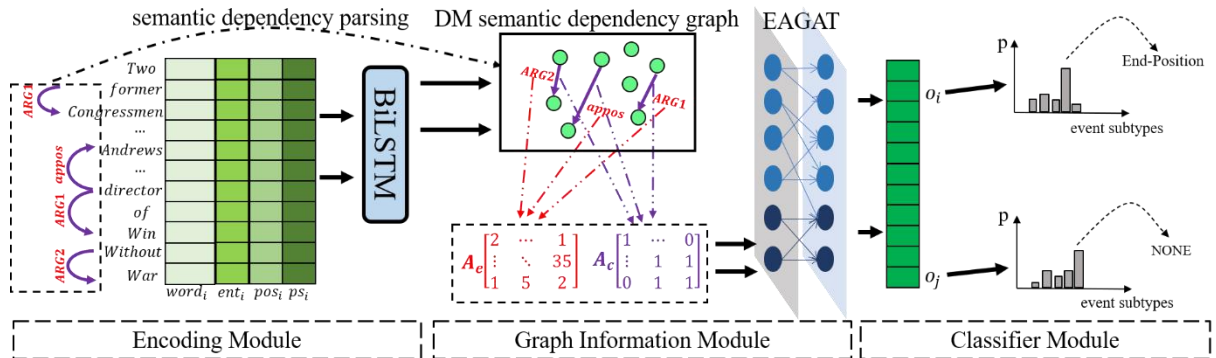 semantic dependency parsing
DM semantic dependency graph
EAGAT
Two
former
Congressmen
...
Andrews
...
director
of
Win
Without
War
ARG1
appos
ARG1
ARG2
word_i ent_i pos_i ps_i
BiLSTM
ARG2
appos
ARG1
A_e [2 ⋯ 1
⋮ ⋱ 35
1 5 2]
A_c [1 ⋯ 0
⋮ 1 1
0 1 1]
o_i
o_j
p
End-Position
event subtypes
p
NONE
event subtypes
Encoding Module
Graph Information Module
Classifier Module